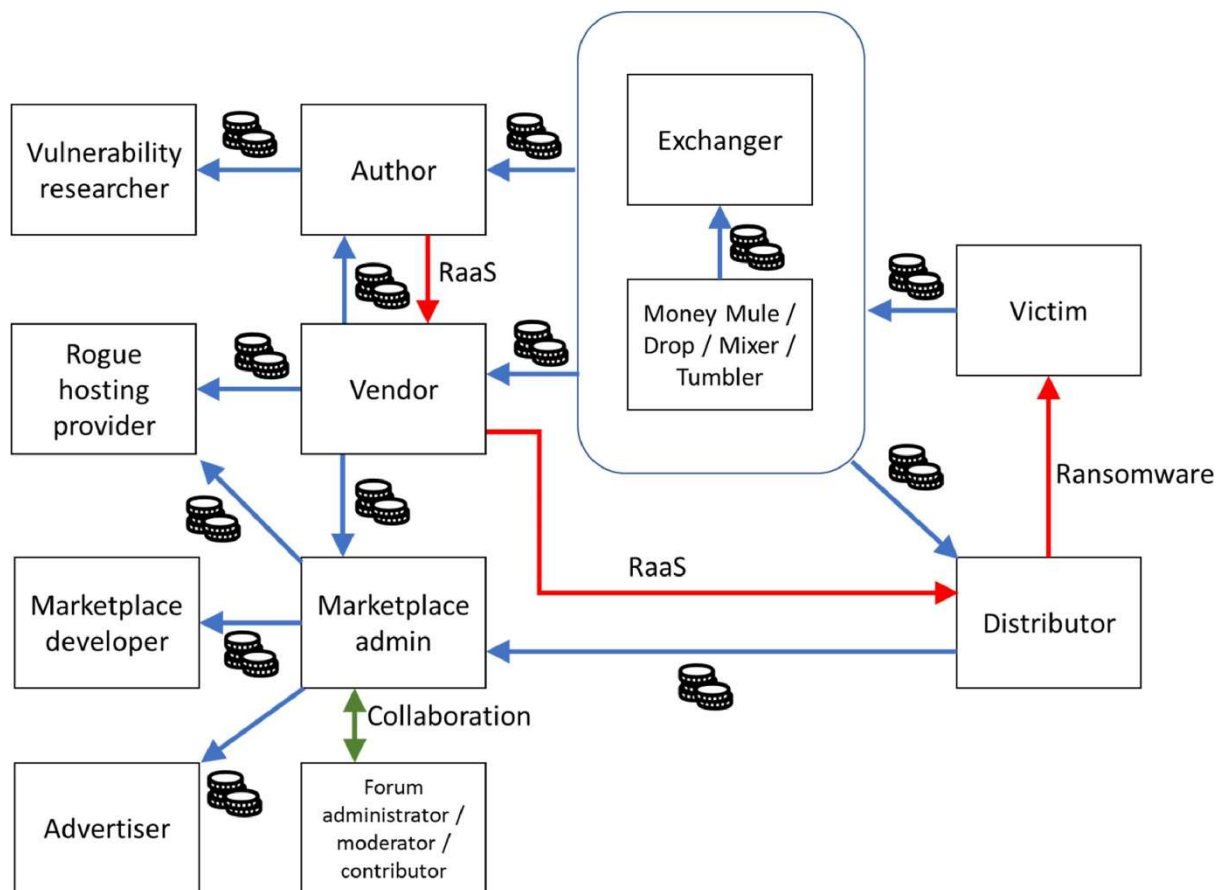 Vulnerability
researcher
Author
Exchanger
RaaS
Money Mule /
Drop / Mixer /
Tumbler
Victim
Rogue
hosting
provider
Vendor
Ransomware
RaaS
Marketplace
developer
Marketplace
admin
Distributor
Collaboration
Advertiser
Forum
administrator /
moderator /
contributor